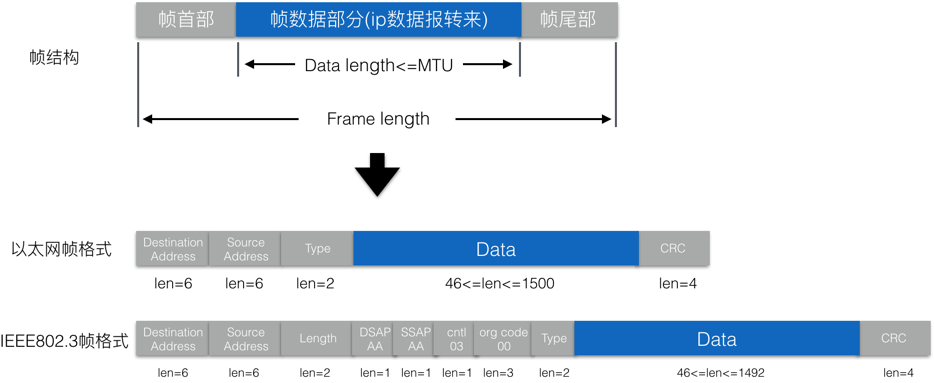 帧首部 帧数据部分(ip数据报转来) 帧尾部
帧结构
Data length<=MTU
Frame length
以太网帧格式
Destination Address
Source Address
Type
Data
CRC
len=6 len=6 len=2 46<=len<=1500 len=4
IEEE802.3帧格式
Destination Address
Source Address
Length
DSAP AA
SSAP AA
cntl 03
org code 00
Type
Data
CRC
len=6 len=6 len=2 len=1 len=1 len=1 len=3 len=2 46<=len<=1492 len=4